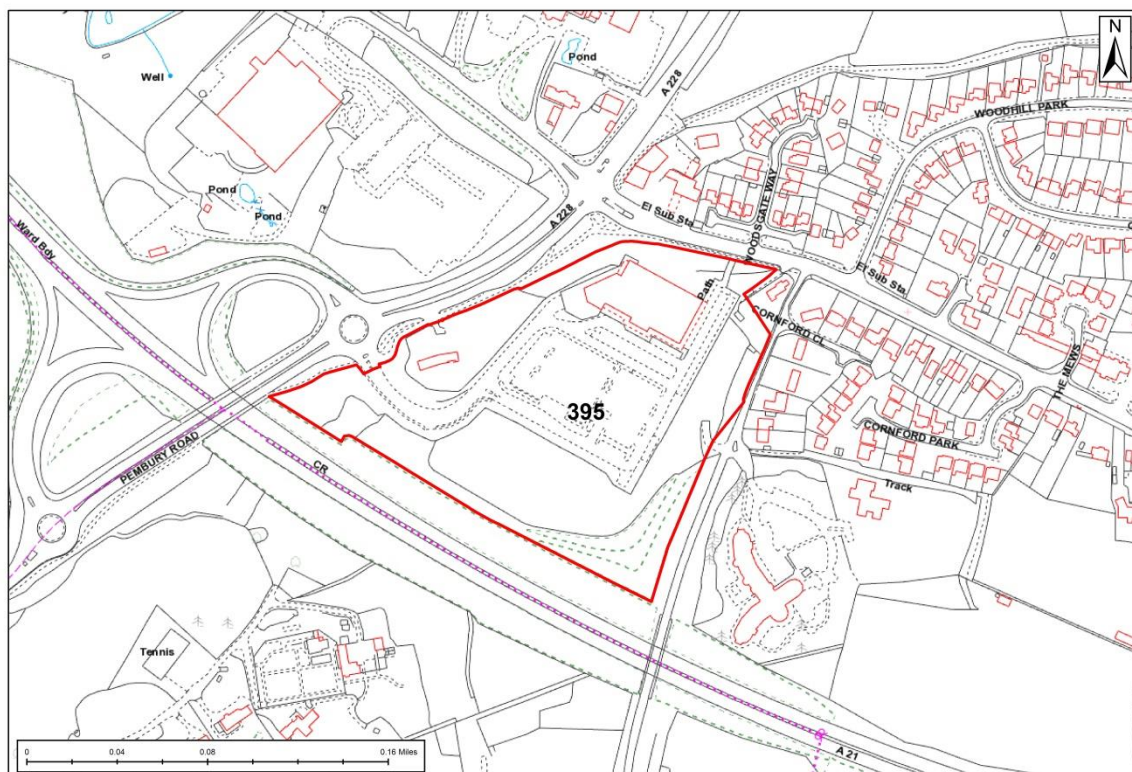 N
Well
Pond
A 228
WOODHILL PARK
Pond
Pond
A 228
El Sub Sta
WOODSGATE WAY
Ward Bdy
El Sub Sta
Path
CORNFORD CL
THE MEWS
395
CORNFORD PARK
PEMBURY ROAD
CR
Track
Tennis
A 21
0 0.04 0.08 0.16 Miles